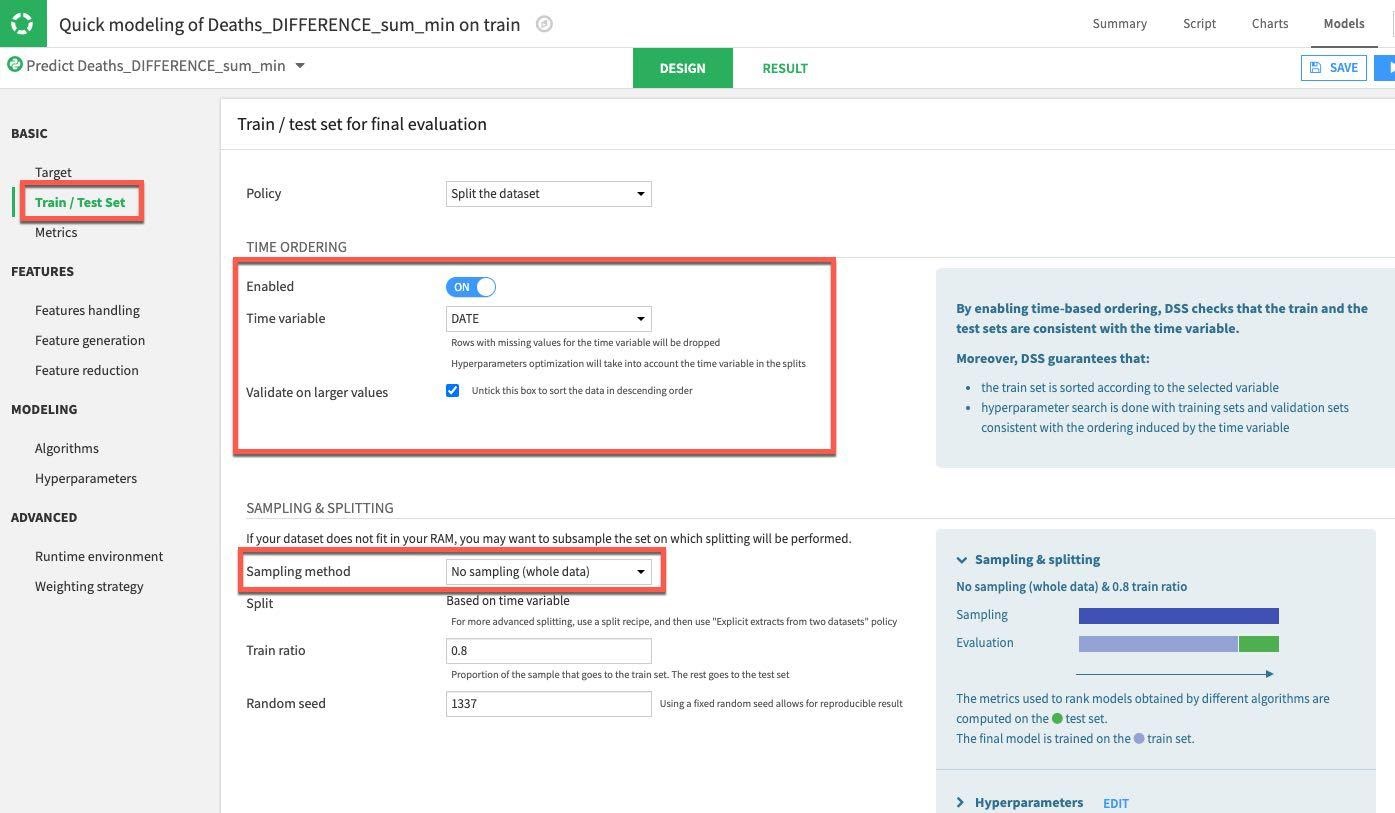 Quick modeling of Deaths_DIFFERENCE_sum_min on train
Summary
Script
Charts
Models
Predict Deaths_DIFFERENCE_sum_min
DESIGN
RESULT
SAVE
BASIC
Target
Train / Test Set
Metrics
FEATURES
Features handling
Feature generation
Feature reduction
MODELING
Algorithms
Hyperparameters
ADVANCED
Runtime environment
Weighting strategy
Train / test set for final evaluation
Policy
Split the dataset
TIME ORDERING
Enabled
ON
Time variable
DATE
Rows with missing values for the time variable will be dropped
Hyperparameters optimization will take into account the time variable in the splits
Validate on larger values
Untick this box to sort the data in descending order
By enabling time-based ordering, DSS checks that the train and the
test sets are consistent with the time variable.
Moreover, DSS guarantees that:
• the train set is sorted according to the selected variable
• hyperparameter search is done with training sets and validation sets
consistent with the ordering induced by the time variable
SAMPLING & SPLITTING
If your dataset does not fit in your RAM, you may want to subsample the set on which splitting will be performed.
Sampling method
No sampling (whole data)
Split
Based on time variable
For more advanced splitting, use a split recipe, and then use "Explicit extracts from two datasets" policy
Train ratio
0.8
Proportion of the sample that goes to the train set. The rest goes to the test set
Random seed
1337
Using a fixed random seed allows for reproducible result
Sampling & splitting
No sampling (whole data) & 0.8 train ratio
Sampling
Evaluation
The metrics used to rank models obtained by different algorithms are
computed on the test set.
The final model is trained on the train set.
Hyperparameters
EDIT